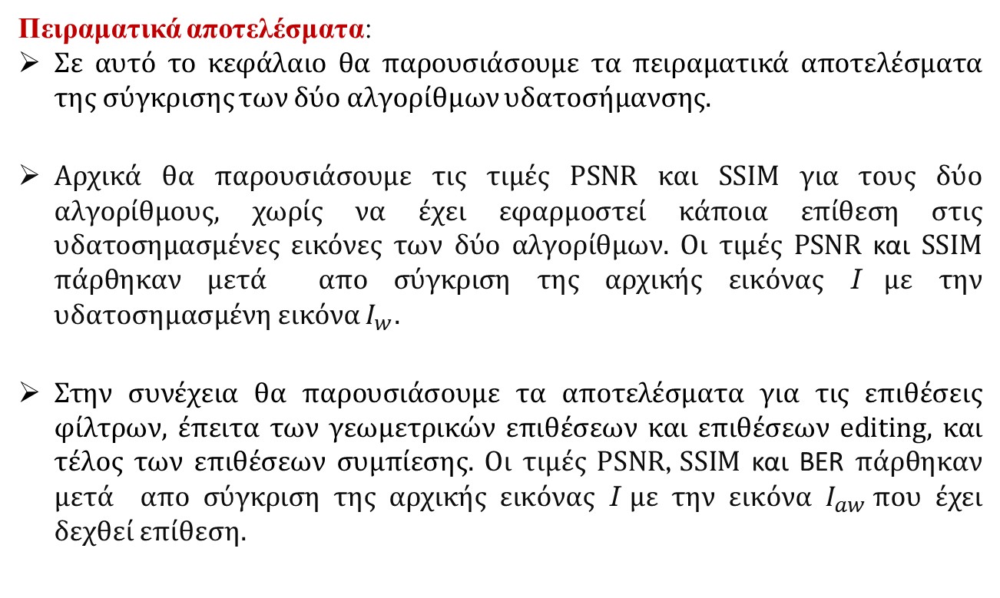 Πειραματικά αποτελέσματα:
➢ Σε αυτό το κεφάλαιο θα παρουσιάσουμε τα πειραματικά αποτελέσματα
της σύγκρισης των δύο αλγορίθμων υδατοσήμανσης.
➢ Αρχικά θα παρουσιάσουμε τις τιμές PSNR και SSIM για τους δύο
αλγορίθμους, χωρίς να έχει εφαρμοστεί κάποια επίθεση στις
υδατοσημασμένες εικόνες των δύο αλγορίθμων. Οι τιμές PSNR και SSIM
πάρθηκαν μετά απο σύγκριση της αρχικής εικόνας I με την
υδατοσημασμένη εικόνα I_w.
➢ Στην συνέχεια θα παρουσιάσουμε τα αποτελέσματα για τις επιθέσεις
φίλτρων, έπειτα των γεωμετρικών επιθέσεων και επιθέσεων editing, και
τέλος των επιθέσεων συμπίεσης. Οι τιμές PSNR, SSIM και BER πάρθηκαν
μετά απο σύγκριση της αρχικής εικόνας I με την εικόνα I_aw που έχει
δεχθεί επίθεση.